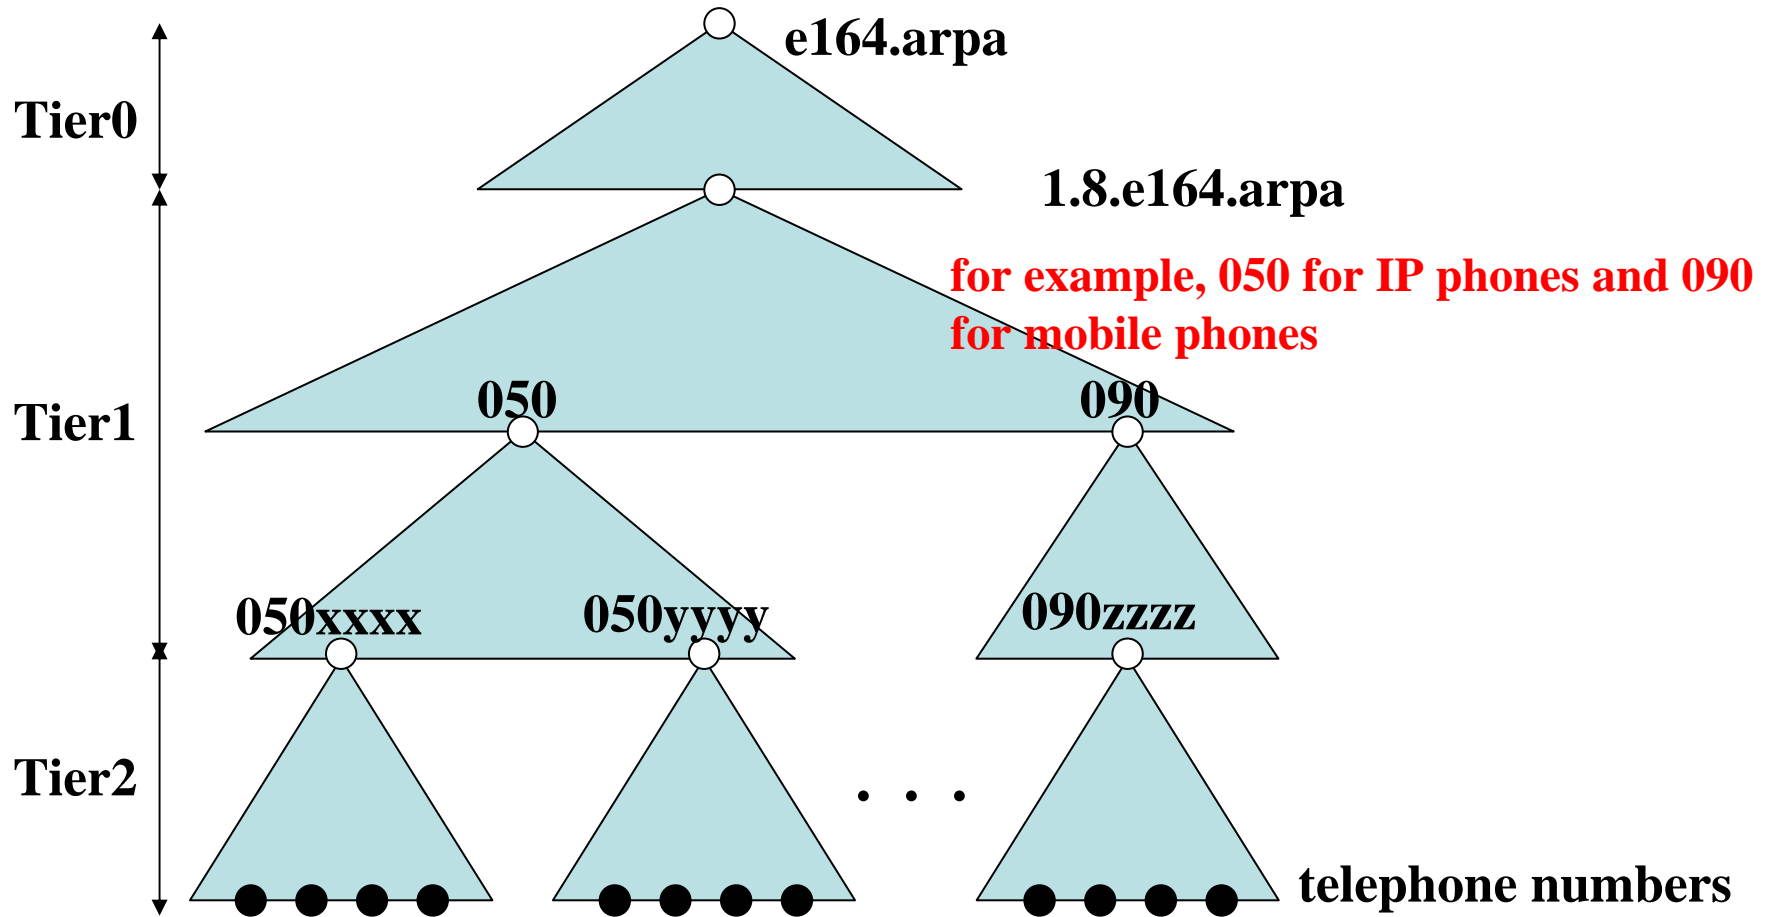 e164.arpa
Tier0
1.8.e164.arpa
for example, 050 for IP phones and 090
for mobile phones
050
090
Tier1
050xxxx
050yyyy
090zzzz
Tier2
. . .
telephone numbers